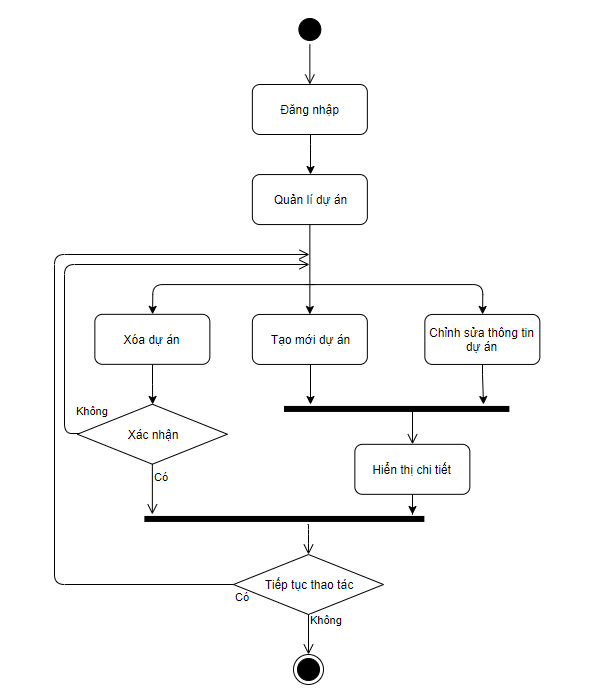 Đăng nhập
Quản lí dự án
Xóa dự án
Tạo mới dự án
Chỉnh sửa thông tin
dự án
Không
Xác nhận
Có
Hiển thị chi tiết
Tiếp tục thao tác
Có
Không